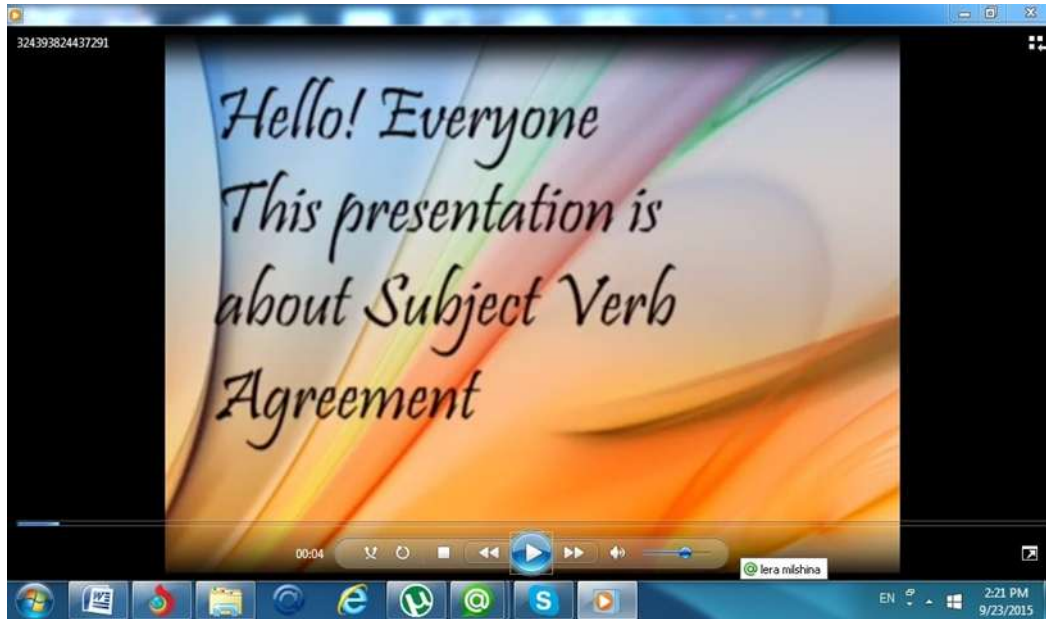 324393824437291
Hello! Everyone
This presentation is
about Subject Verb
Agreement
00:04
@ lera milshina
EN
2:21 PM
9/23/2015